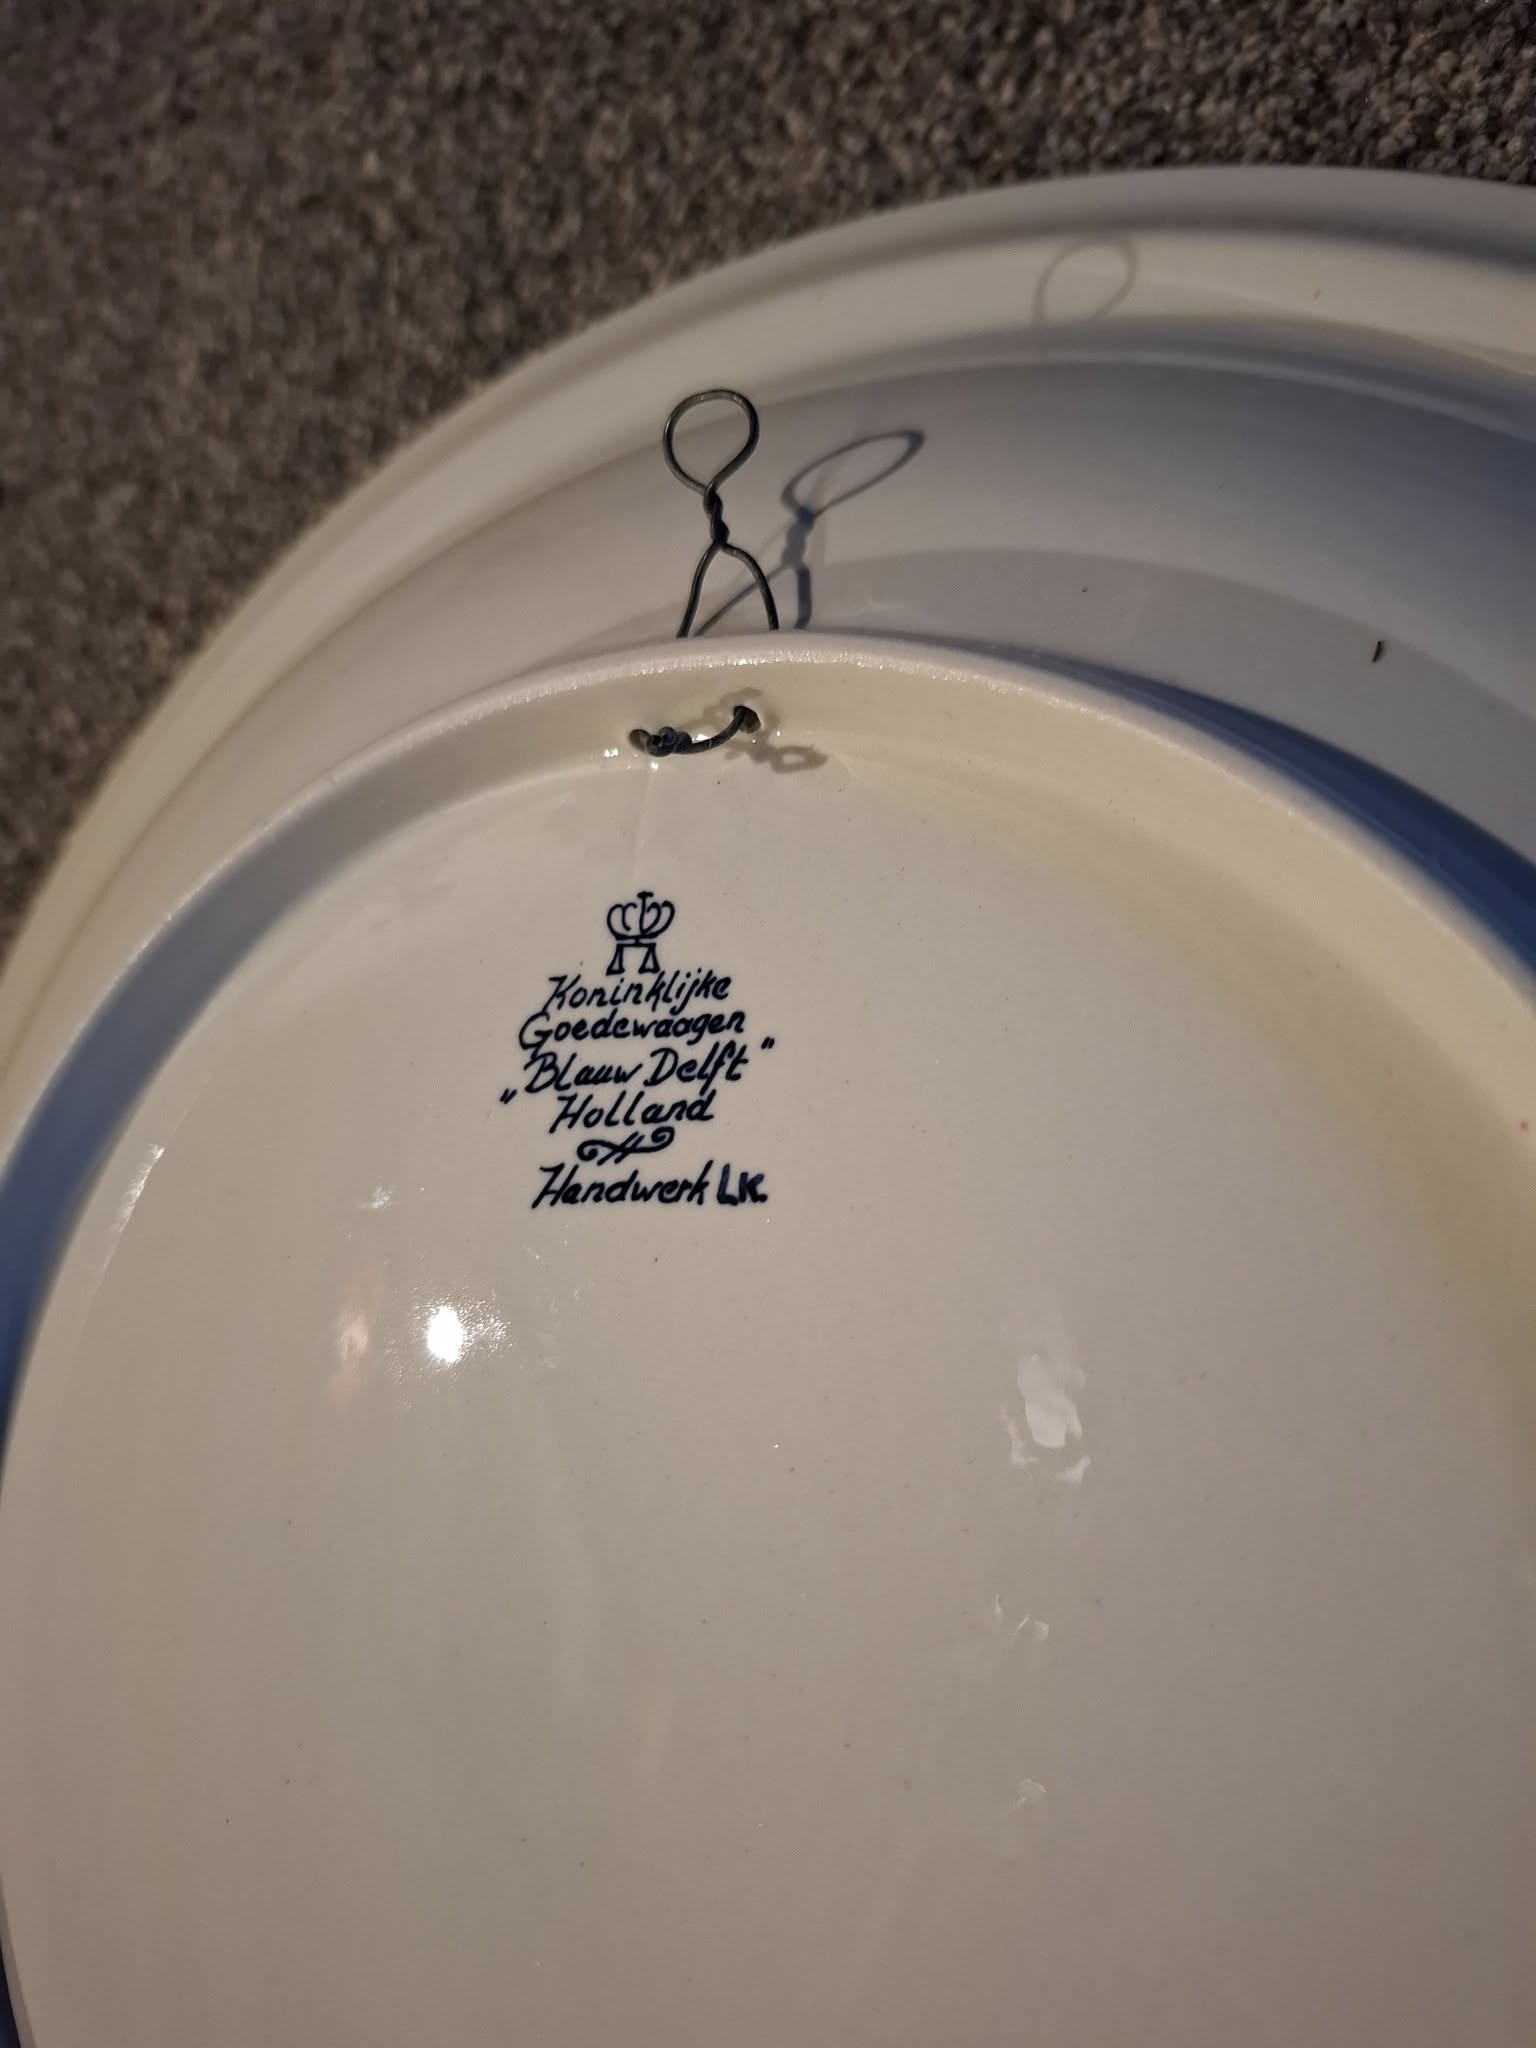 Koninklijke
Goedewaagen
„Blauw Delft"
Holland
Handwerk LK.